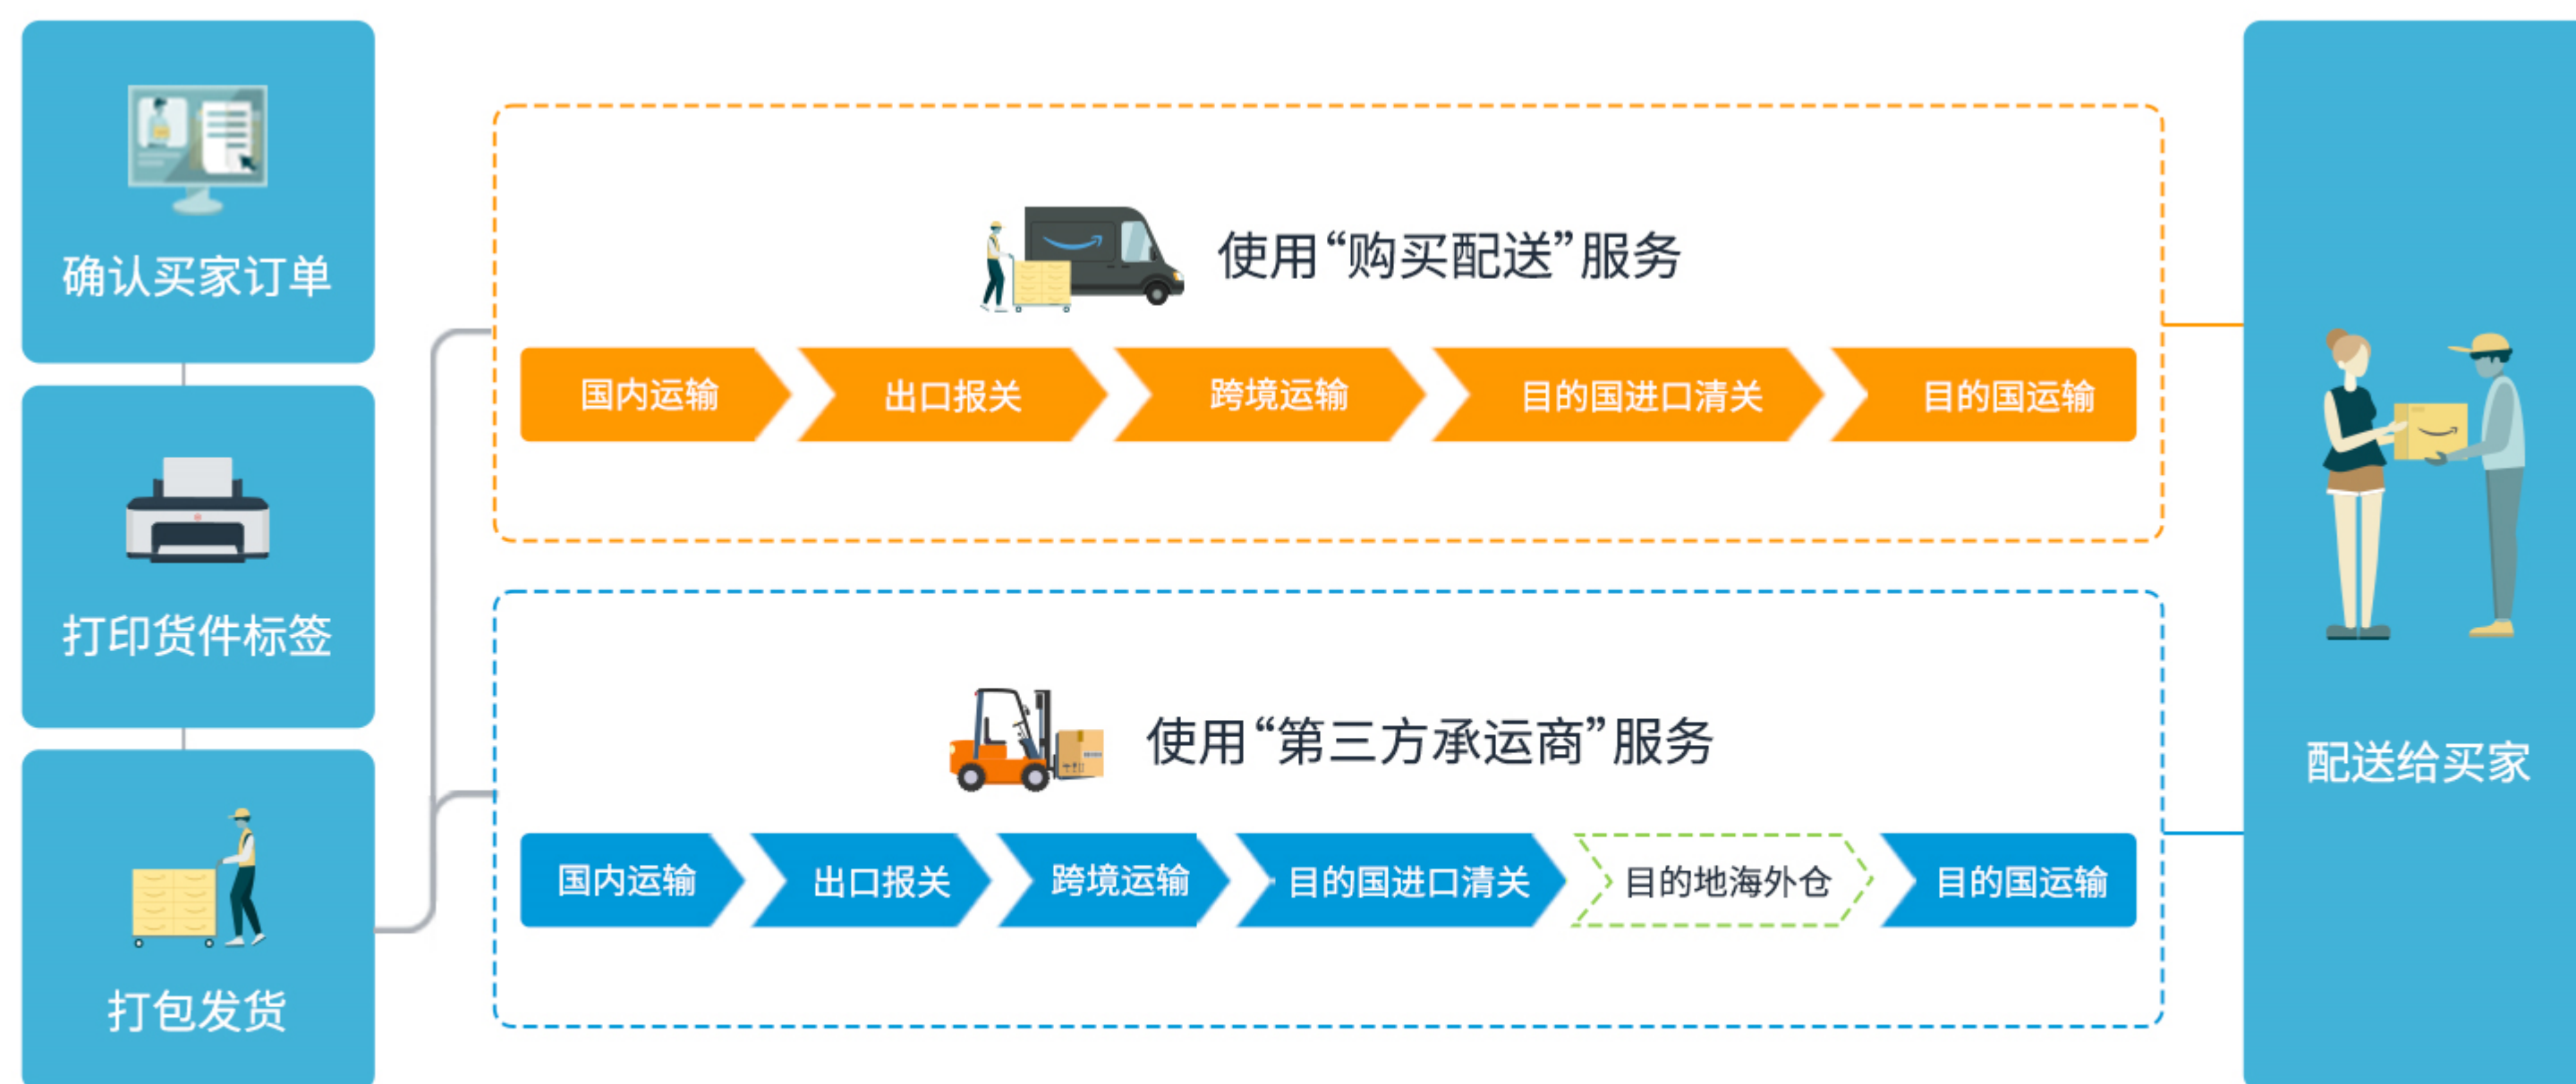 确认买家订单
打印货件标签
打包发货
使用“购买配送”服务
国内运输
出口报关
跨境运输
目的国进口清关
目的国运输
使用“第三方承运商”服务
国内运输
出口报关
跨境运输
目的国进口清关
目的地海外仓
目的国运输
配送给买家